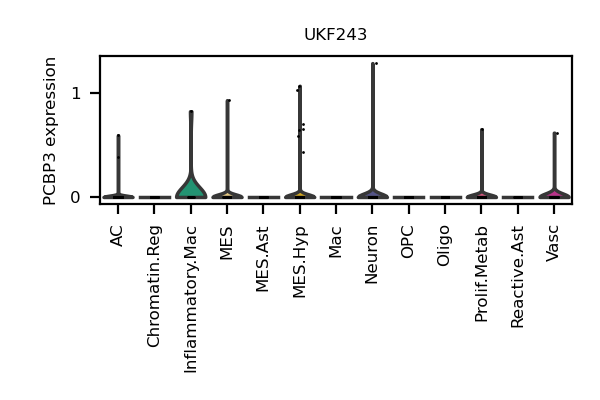 UKF243
PCBP3 expression
1
0
AC
Chromatin.Reg
Inflammatory.Mac
MES
MES.Ast
MES.Hyp
Mac
Neuron
OPC
Oligo
Prolif.Metab
Reactive.Ast
Vasc